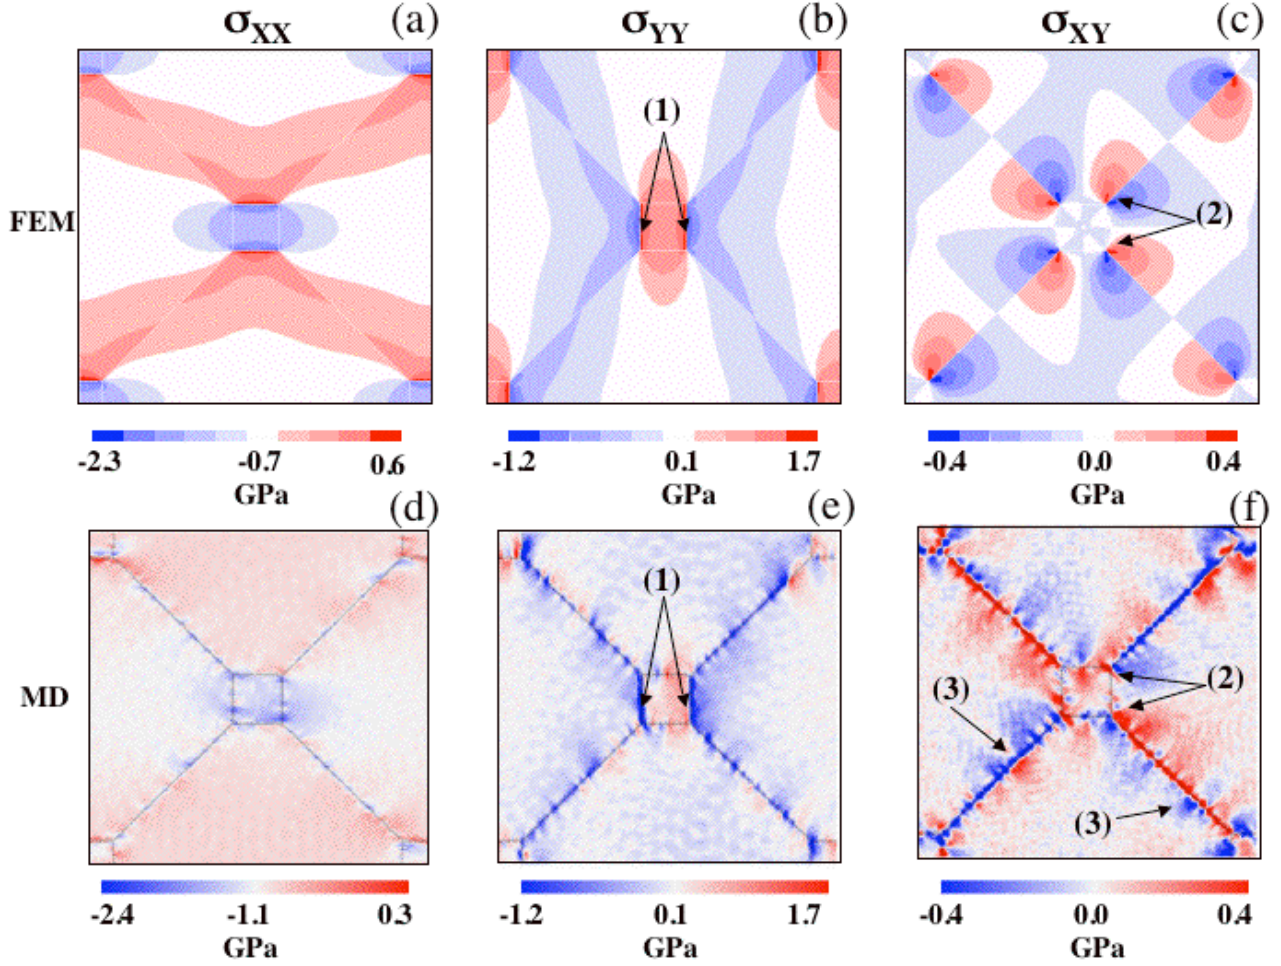 σXX (a) σYY (b) σXY (c)
(1)
FEM
(2)
-2.3 -0.7 0.6 -1.2 0.1 1.7 -0.4 0.0 0.4
GPa GPa GPa
(d) (e) (f)
(1)
MD
(3) (2)
(3)
-2.4 -1.1 0.3 -1.2 0.1 1.7 -0.4 0.0 0.4
GPa GPa GPa